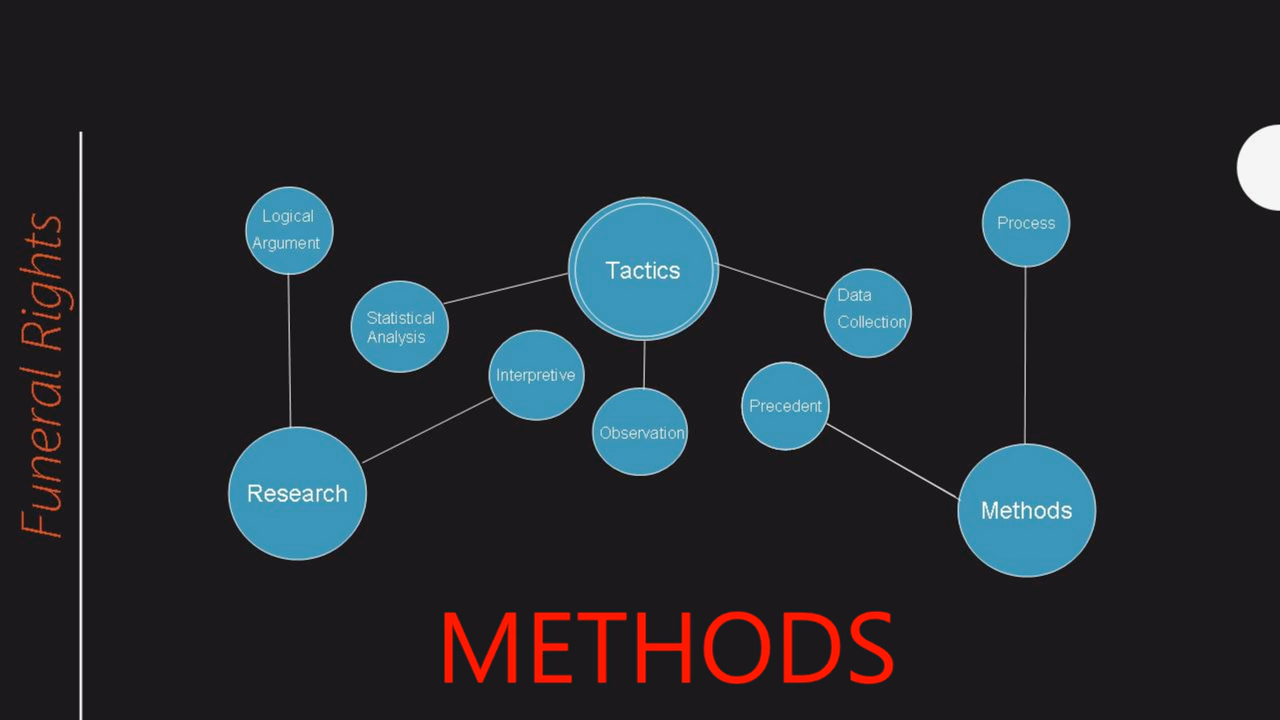 Funeral Rights
Logical
Argument
Statistical
Analysis
Interpretive
Research
Tactics
Observation
Data
Collection
Precedent
Process
Methods
METHODS